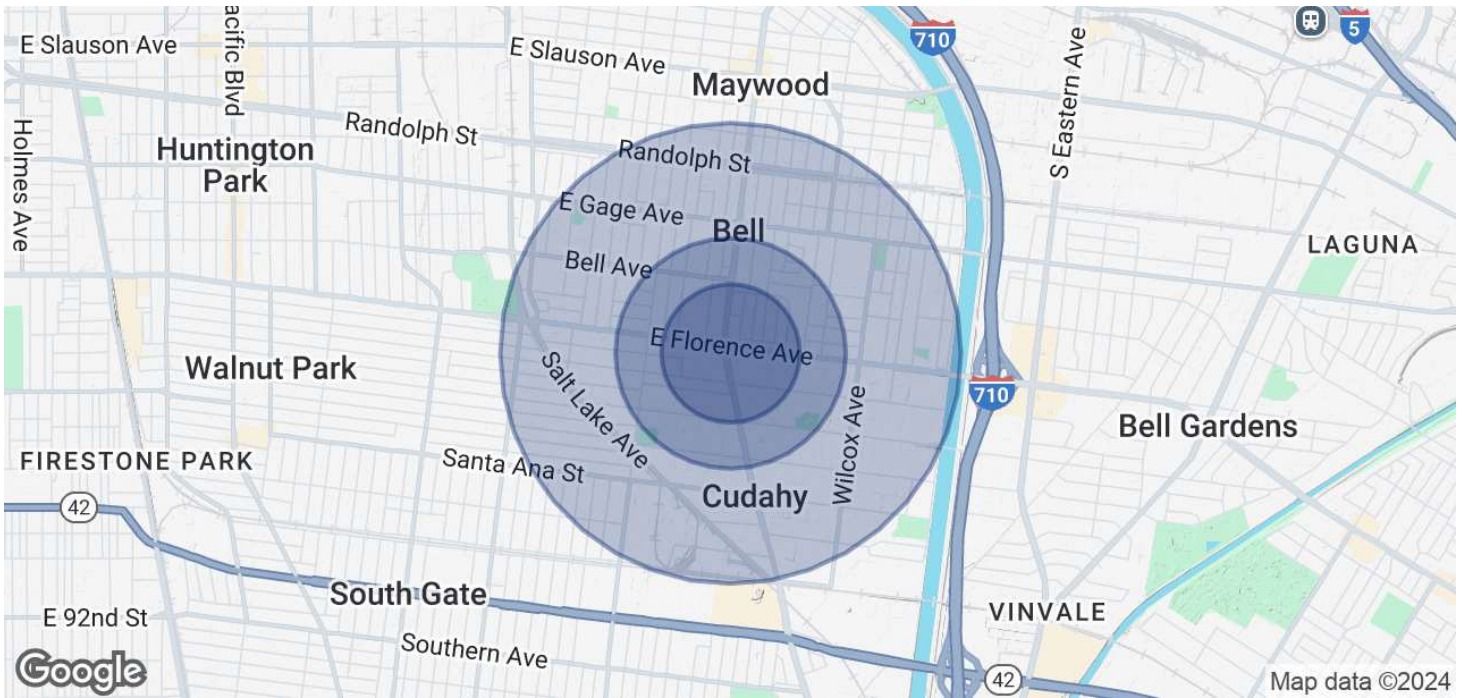 E Slauson Ave
acific Blvd
E Slauson Ave
710
5
S Eastern Ave
Maywood
Holmes Ave
Huntington
Park
Randolph St
Randolph St
E Gage Ave
Bell
LAGUNA
Bell Ave
E Florence Ave
Walnut Park
Salt Lake Ave
710
Wilcox Ave
Bell Gardens
FIRESTONE PARK
Santa Ana St
Cudahy
42
South Gate
VINVALE
E 92nd St
Southern Ave
Google
42
Map data ©2024